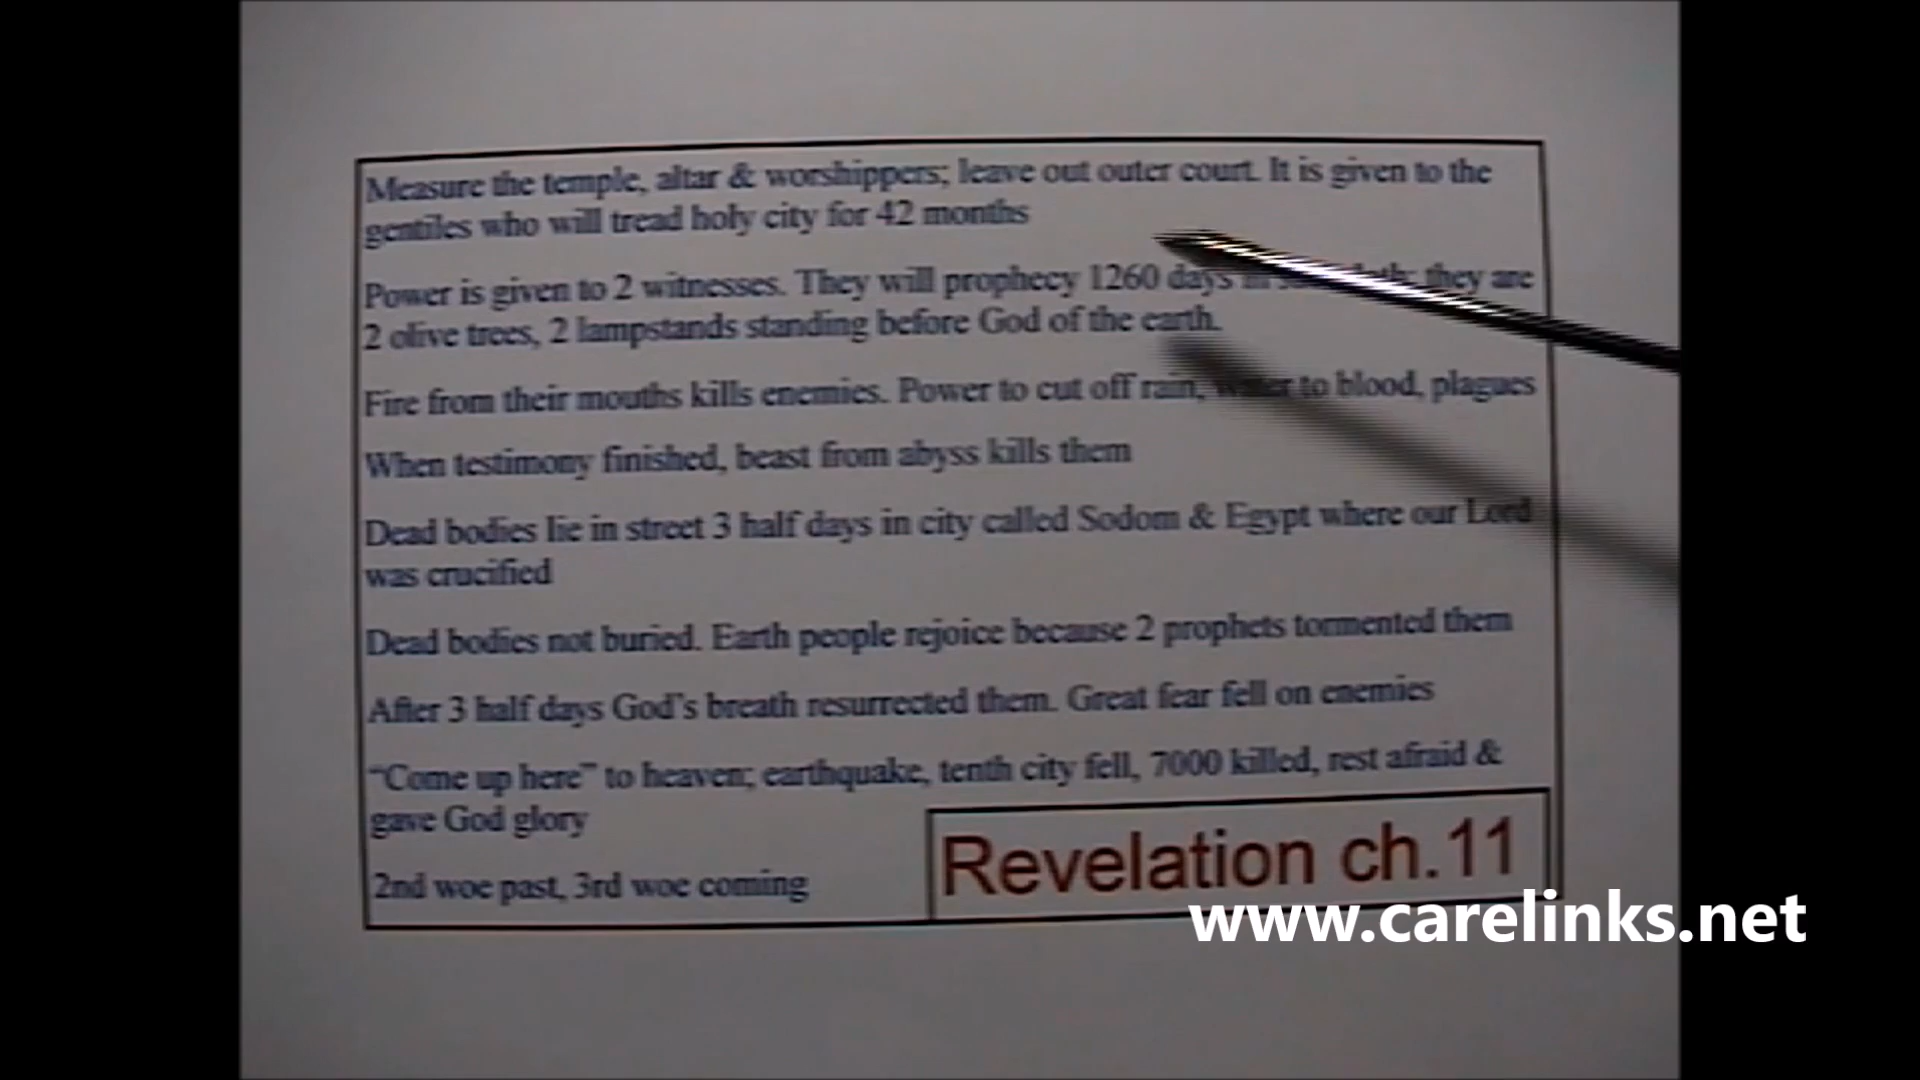 Measure the temple, altar & worshippers; leave out outer court. It is given to the
gentiles who will tread holy city for 42 months
Power is given to 2 witnesses. They will prophecy 1260 days they are
2 olive trees, 2 lampstands standing before God of the earth.
Fire from their mouths kills enemies. Power to cut off rain, water to blood, plagues
When testimony finished, beast from abyss kills them
Dead bodies lie in street 3 half days in city called Sodom & Egypt where our Lord
was crucified
Dead bodies not buried. Earth people rejoice because 2 prophets tormented them
After 3 half days God's breath resurrected them. Great fear fell on enemies
"Come up here" to heaven; earthquake, tenth city fell, 7000 killed, rest afraid &
gave God glory
2nd woe past, 3rd woe coming
Revelation ch.11
www.carelinks.net